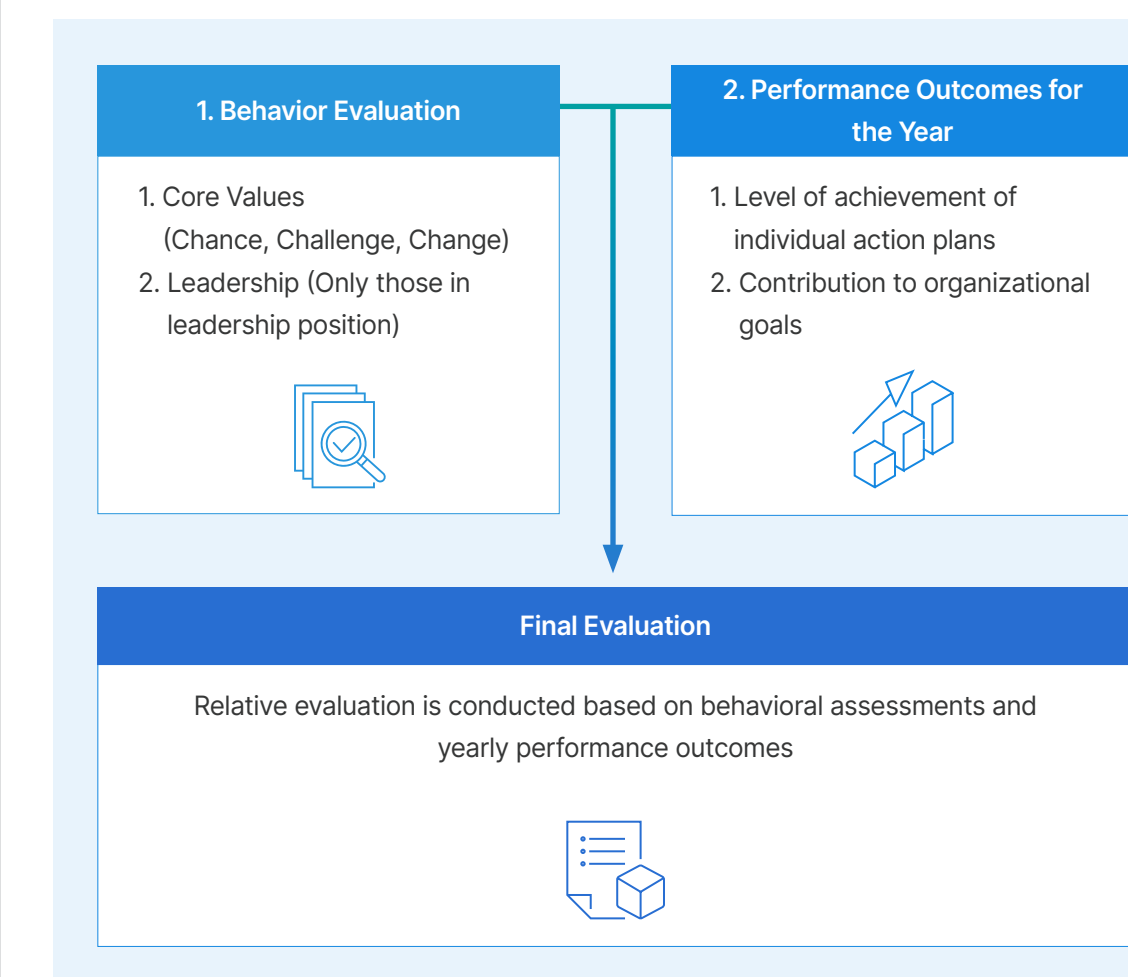 1. Behavior Evaluation
1. Core Values
(Chance, Challenge, Change)
2. Leadership (Only those in
leadership position)
2. Performance Outcomes for
the Year
1. Level of achievement of
individual action plans
2. Contribution to organizational
goals
Final Evaluation
Relative evaluation is conducted based on behavioral assessments and
yearly performance outcomes